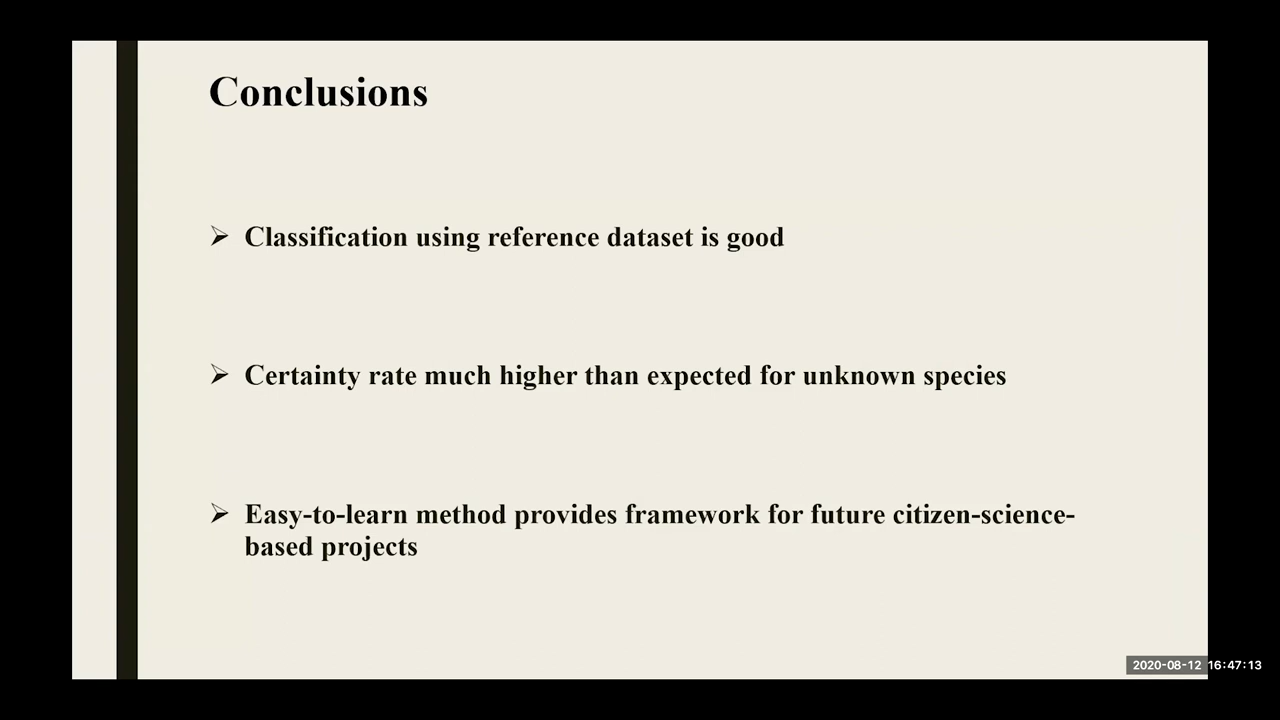 Conclusions
➢ Classification using reference dataset is good
➢ Certainty rate much higher than expected for unknown species
➢ Easy-to-learn method provides framework for future citizen-science-
based projects
2020-08-12 16:47:13